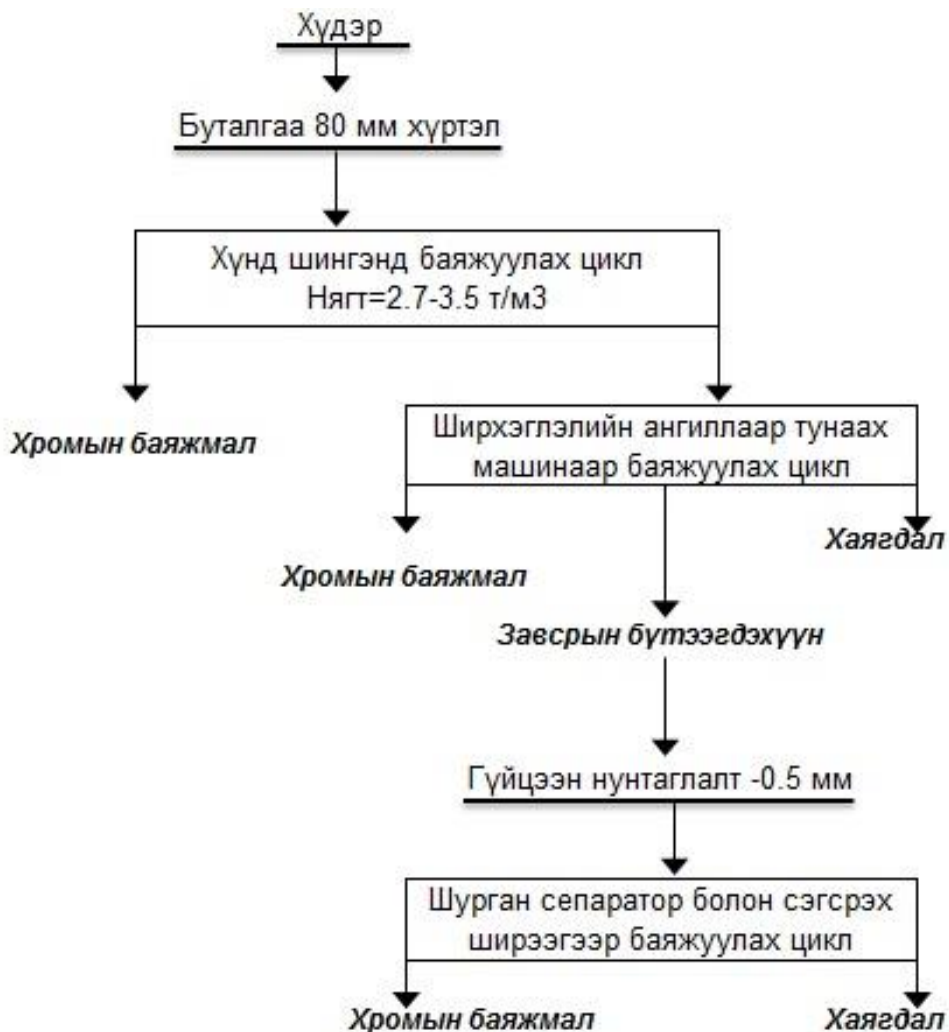 Хүдэр
Буталгаа 80 мм хүртэл
Хүнд шингэнд баяжуулах цикл
Нягт=2.7-3.5 т/м3
Хромын баяжмал
Ширхэглэлийн ангиллаар тунаах
машинаар баяжуулах цикл
Хаягдал
Хромын баяжмал
Завсрын бүтээгдэхүүн
Гүйцээн нунтаглалт -0.5 мм
Шурган сепаратор болон сэгсрэх
ширээгээр баяжуулах цикл
Хромын баяжмал
Хаягдал